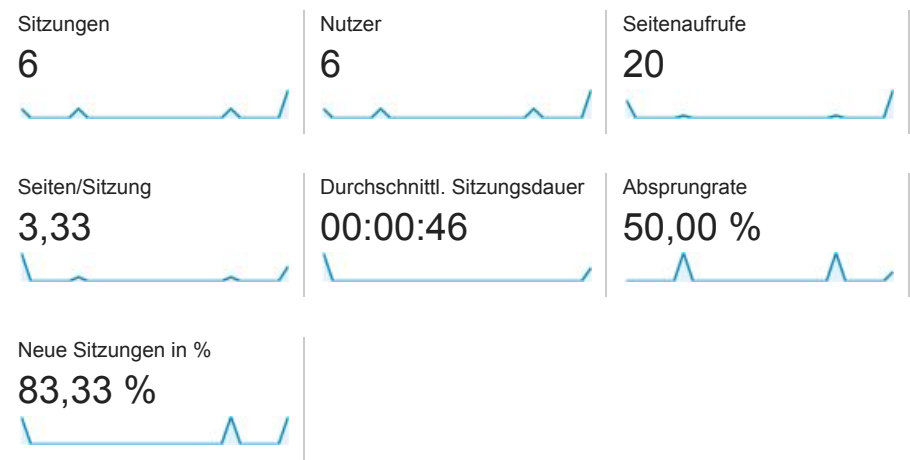 Sitzungen
6
Nutzer
6
Seitenaufrufe
20
Seiten/Sitzung
3,33
Durchschnittl. Sitzungsdauer
00:00:46
Absprungrate
50,00 %
Neue Sitzungen in %
83,33 %